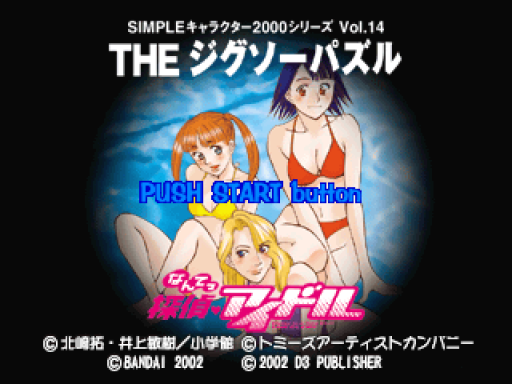 SIMPLEキャラクター2000シリーズ Vol.14
THE ジグソーパズル
PUSH START button
なんてっ
探偵♥アイドル
©北崎拓・井上敏樹／小学館 ©トミーズアーティストカンパニー
©BANDAI 2002 ©2002 D3 PUBLISHER